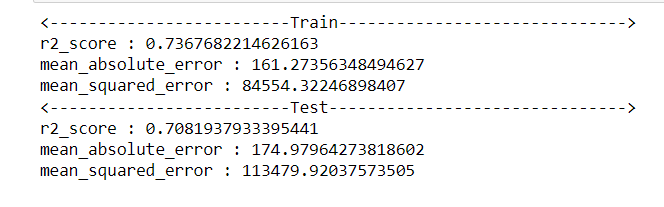 <-------------------------Train------------------------------>
r2_score : 0.7367682214626163
mean_absolute_error : 161.27356348494627
mean_squared_error : 84554.32246898407
<-------------------------Test------------------------------->
r2_score : 0.7081937933395441
mean_absolute_error : 174.97964273818602
mean_squared_error : 113479.92037573505